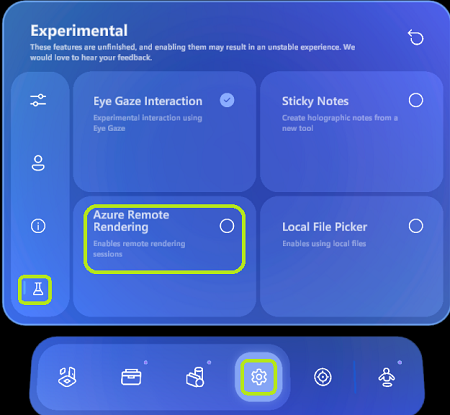 Experimental
These features are unfinished, and enabling them may result in an unstable experience. We
would love to hear your feedback.
Eye Gaze Interaction
Experimental interaction using
Eye Gaze
Sticky Notes
Create holographic notes from a
new tool
Azure Remote
Rendering
Enables remote rendering
sessions
Local File Picker
Enables using local files